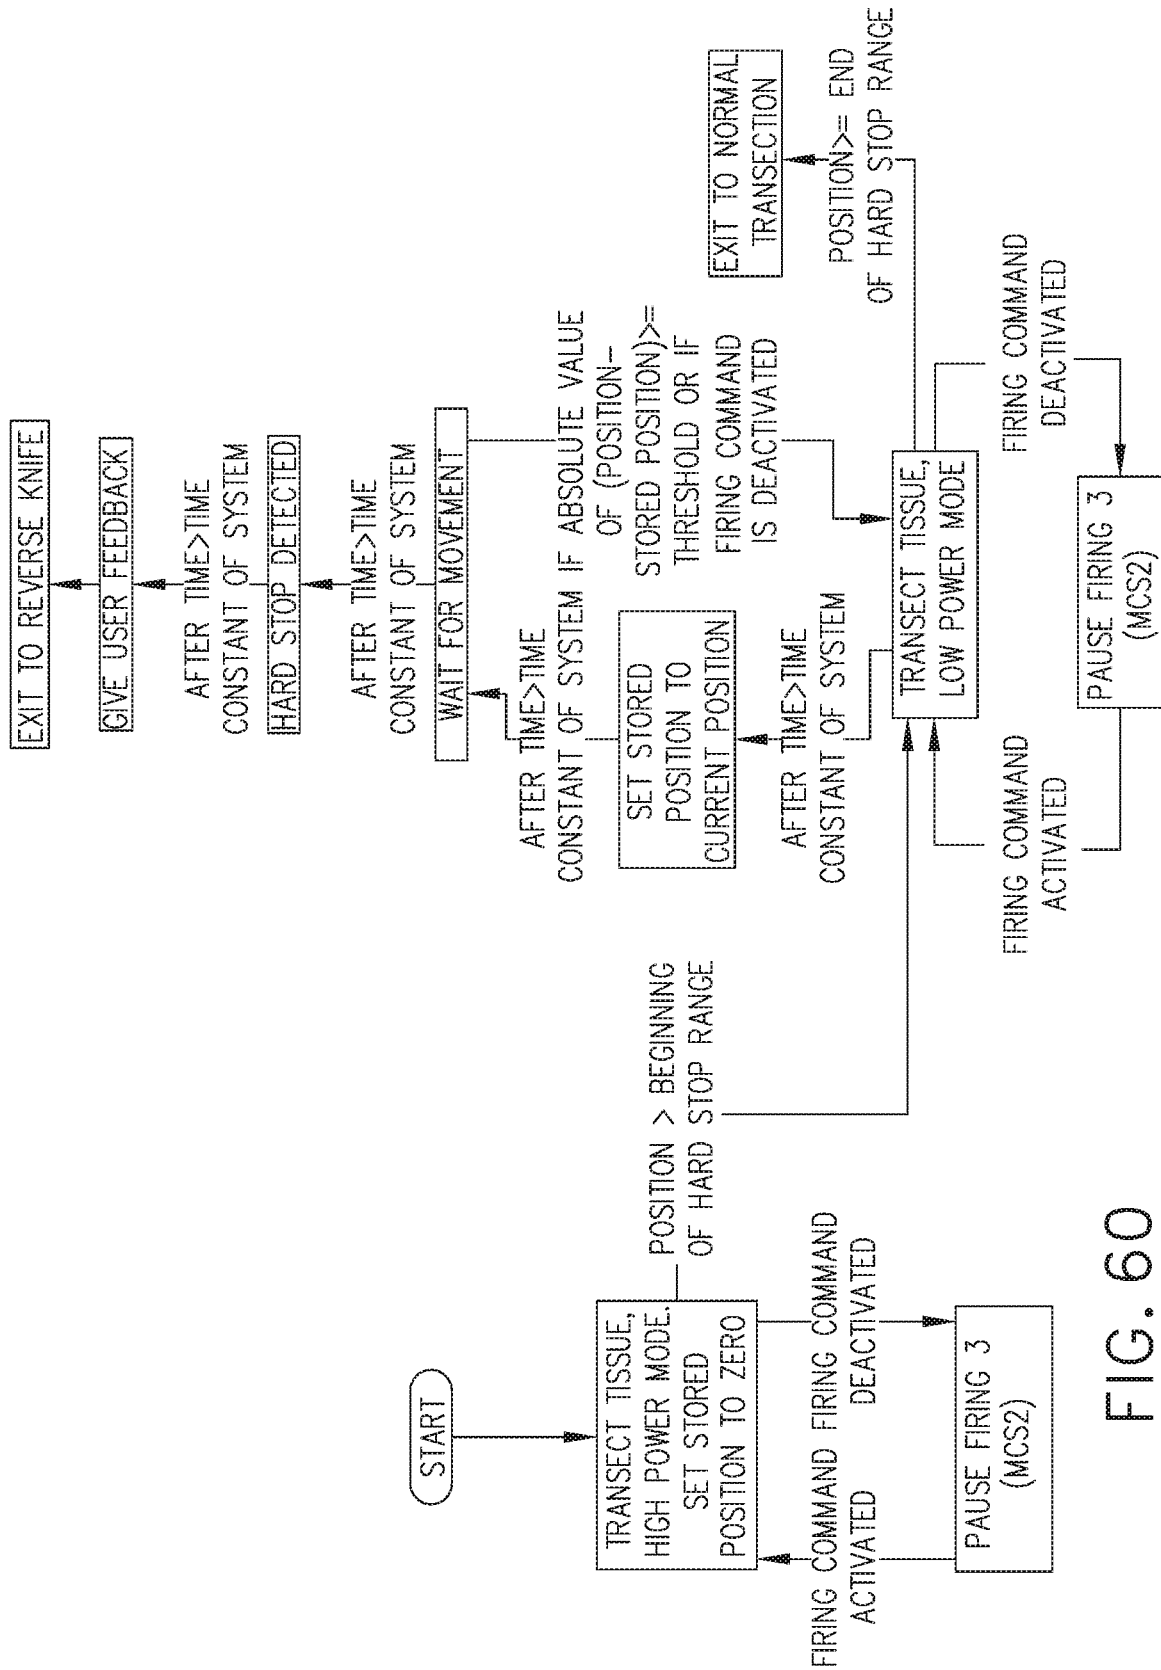 START
TRANSECT TISSUE,
HIGH POWER MODE.
SET STORED
POSITION TO ZERO
FIRING COMMAND
ACTIVATED
FIRING COMMAND
DEACTIVATED
PAUSE FIRING 3
(MCS2)
POSITION > BEGINNING
OF HARD STOP RANGE
EXIT TO REVERSE KNIFE
GIVE USER FEEDBACK
AFTER TIME>TIME
CONSTANT OF SYSTEM
HARD STOP DETECTED
AFTER TIME>TIME
CONSTANT OF SYSTEM
WAIT FOR MOVEMENT
AFTER TIME>TIME
CONSTANT OF SYSTEM
IF ABSOLUTE VALUE
OF (POSITION-
STORED POSITION)>=
THRESHOLD OR IF
FIRING COMMAND
IS DEACTIVATED
SET STORED
POSITION TO
CURRENT POSITION
AFTER TIME>TIME
CONSTANT OF SYSTEM
TRANSECT TISSUE,
LOW POWER MODE
EXIT TO NORMAL
TRANSECTION
POSITION>= END
OF HARD STOP RANGE
FIRING COMMAND
ACTIVATED
FIRING COMMAND
DEACTIVATED
PAUSE FIRING 3
(MCS2)
FIG. 60